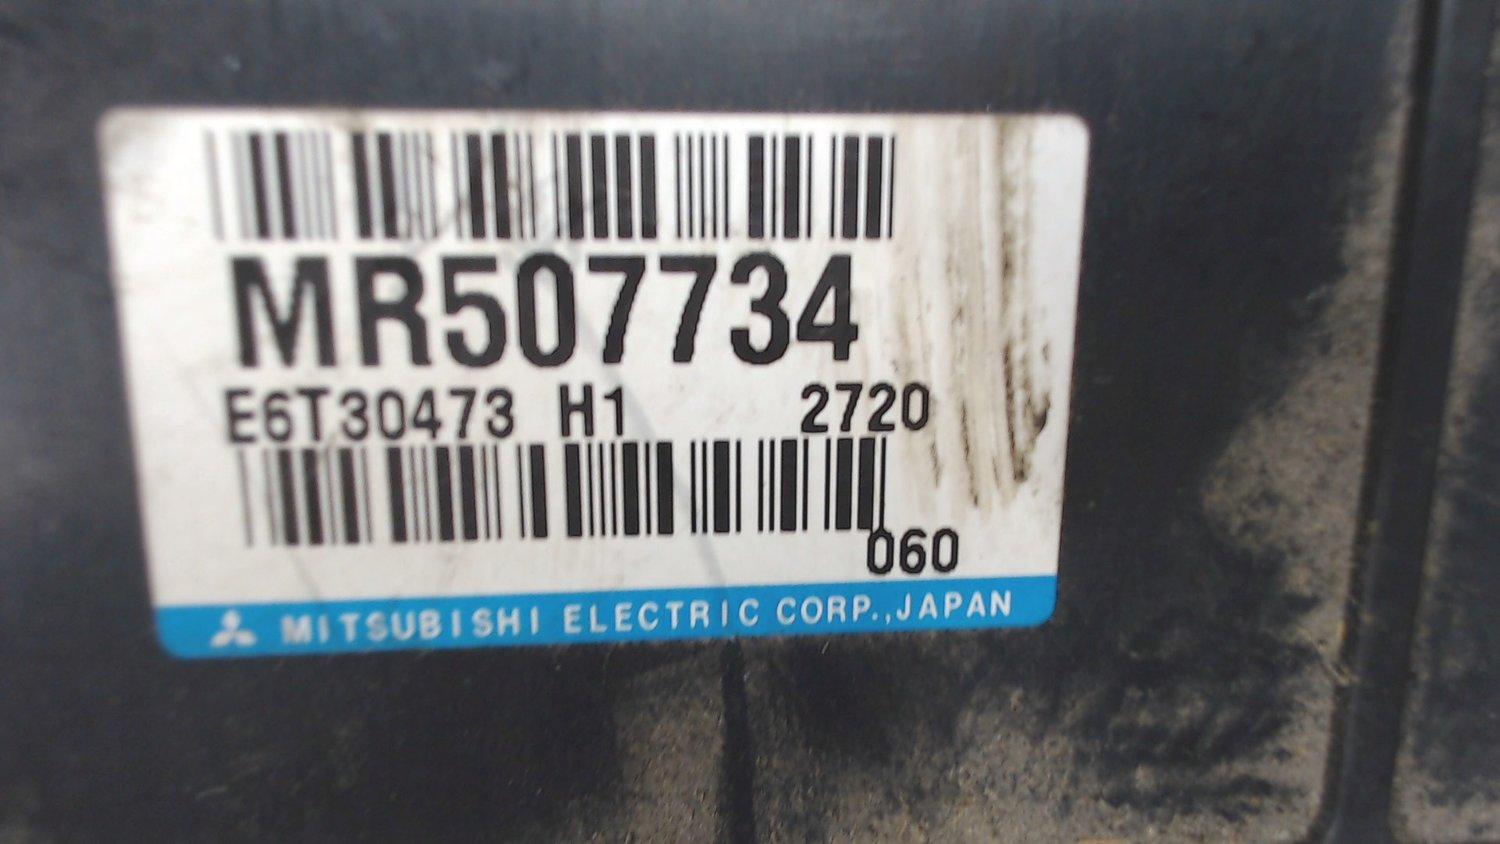 MR507734
E6T30473 H1 2720
060
MITSUBISHI ELECTRIC CORP., JAPAN